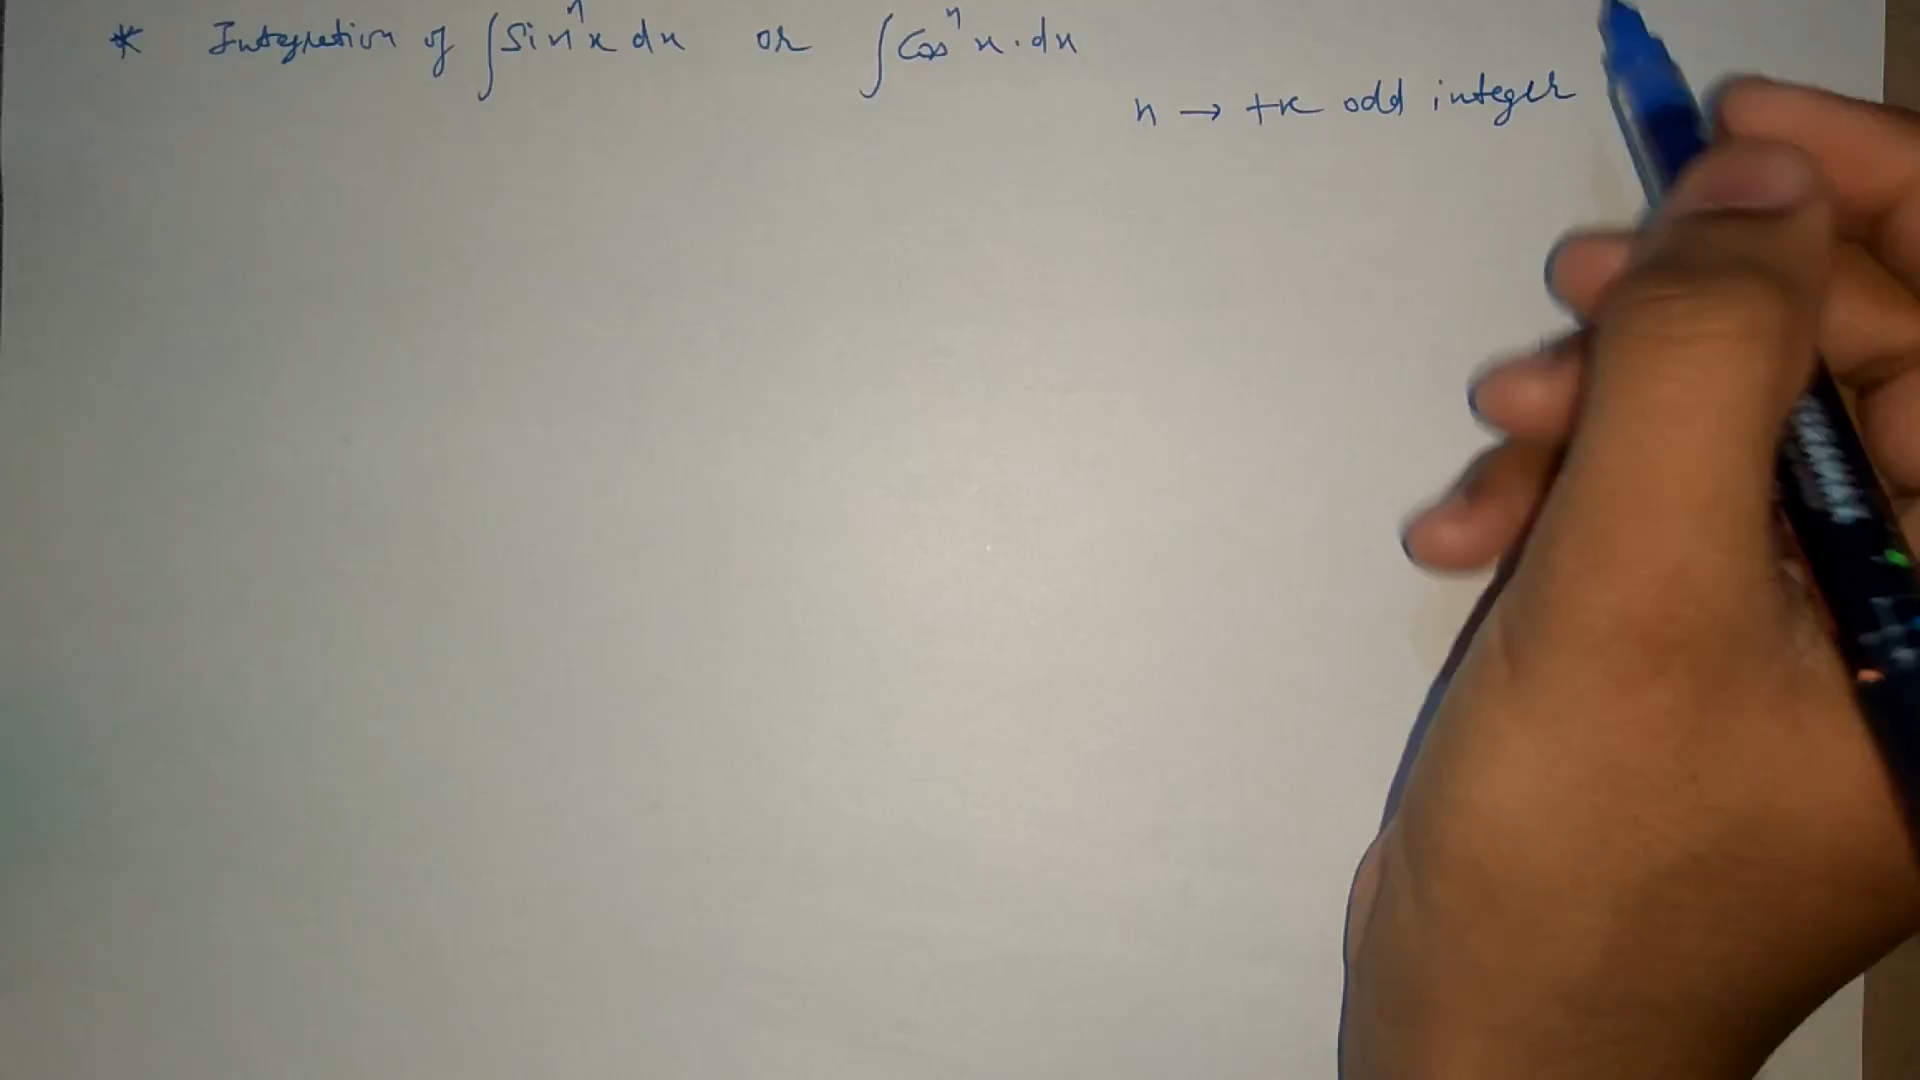 * Integration of ∫Sinⁿx dx or ∫Cosⁿx.dx
n → +ve odd integer